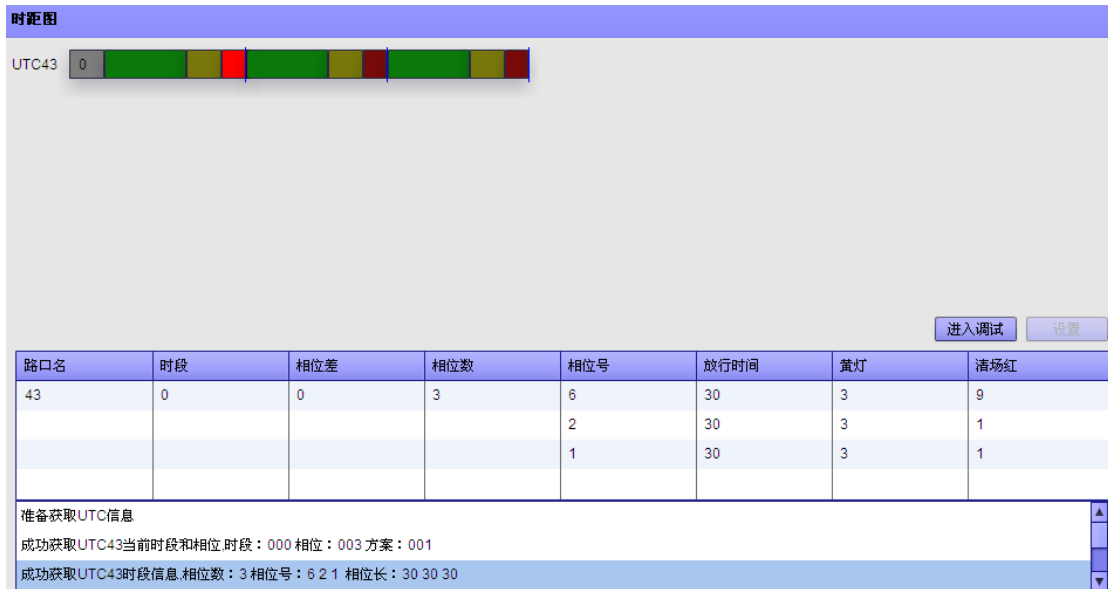 时距图
UTC43 0
进入调试 设置
路口名 时段 相位差 相位数 相位号 放行时间 黄灯 清场红
43 0 0 3 6 30 3 9
2 30 3 1
1 30 3 1
准备获取UTC信息
成功获取UTC43当前时段和相位,时段：000 相位：003 方案：001
成功获取UTC43时段信息,相位数：3 相位号：6 2 1 相位长：30 30 30